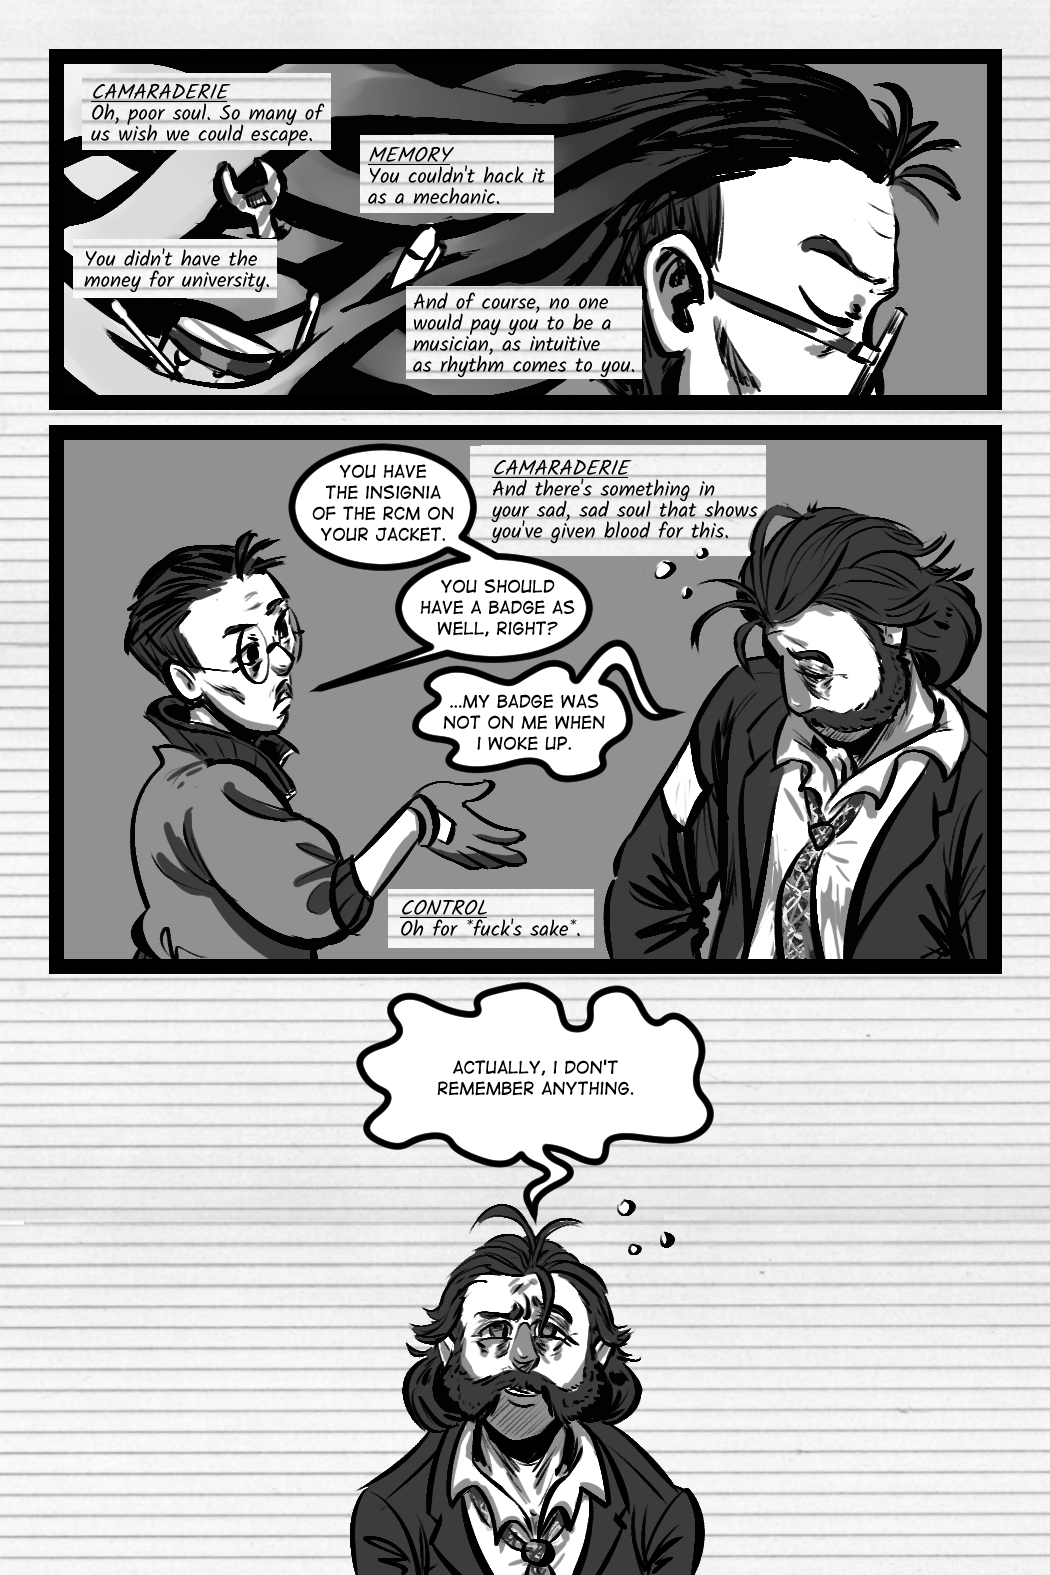 CAMARADERIE
Oh, poor soul. So many of
us wish we could escape.
MEMORY
You couldn't hack it
as a mechanic.
You didn't have the
money for university.
And of course, no one
would pay you to be a
musician, as intuitive
as rhythm comes to you.
YOU HAVE
THE INSIGNIA
OF THE RCM ON
YOUR JACKET.
CAMARADERIE
And there's something in
your sad, sad soul that shows
you've given blood for this.
YOU SHOULD
HAVE A BADGE AS
WELL, RIGHT?
...MY BADGE WAS
NOT ON ME WHEN
I WOKE UP.
CONTROL
Oh for *fuck's sake*.
ACTUALLY, I DON'T
REMEMBER ANYTHING.